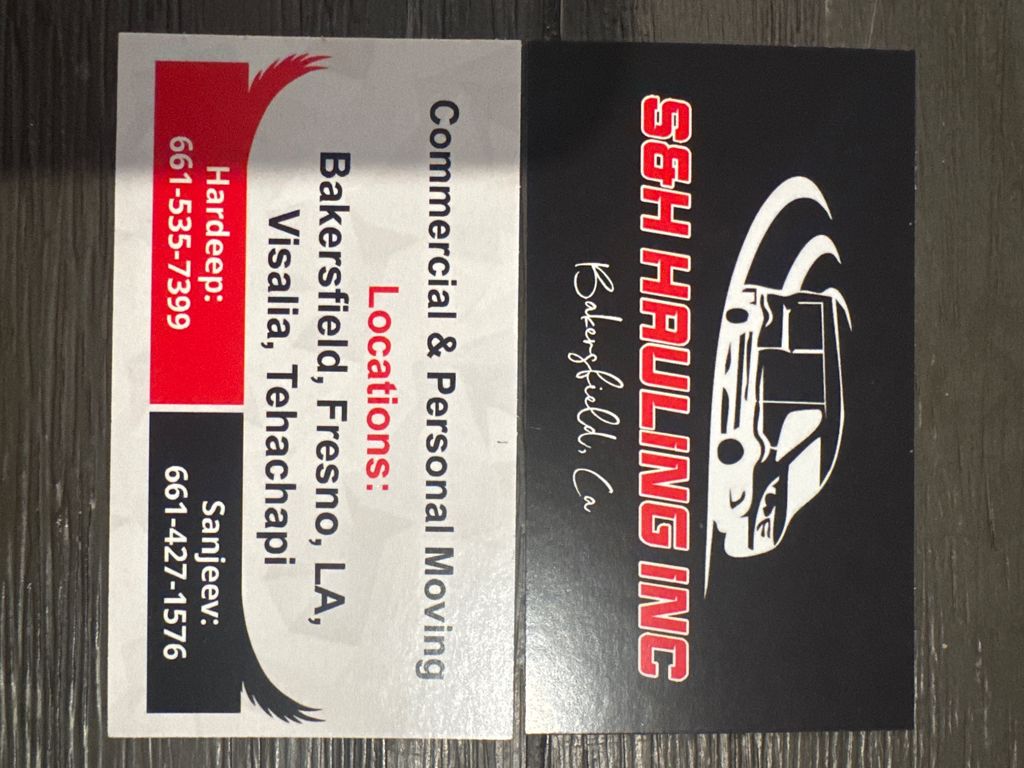 S&H HAULING INC
Bakersfield, Ca
Commercial & Personal Moving
Locations:
Bakersfield, Fresno, LA,
Visalia, Tehachapi
Hardeep:
661-535-7399
Sanjeev:
661-427-1576